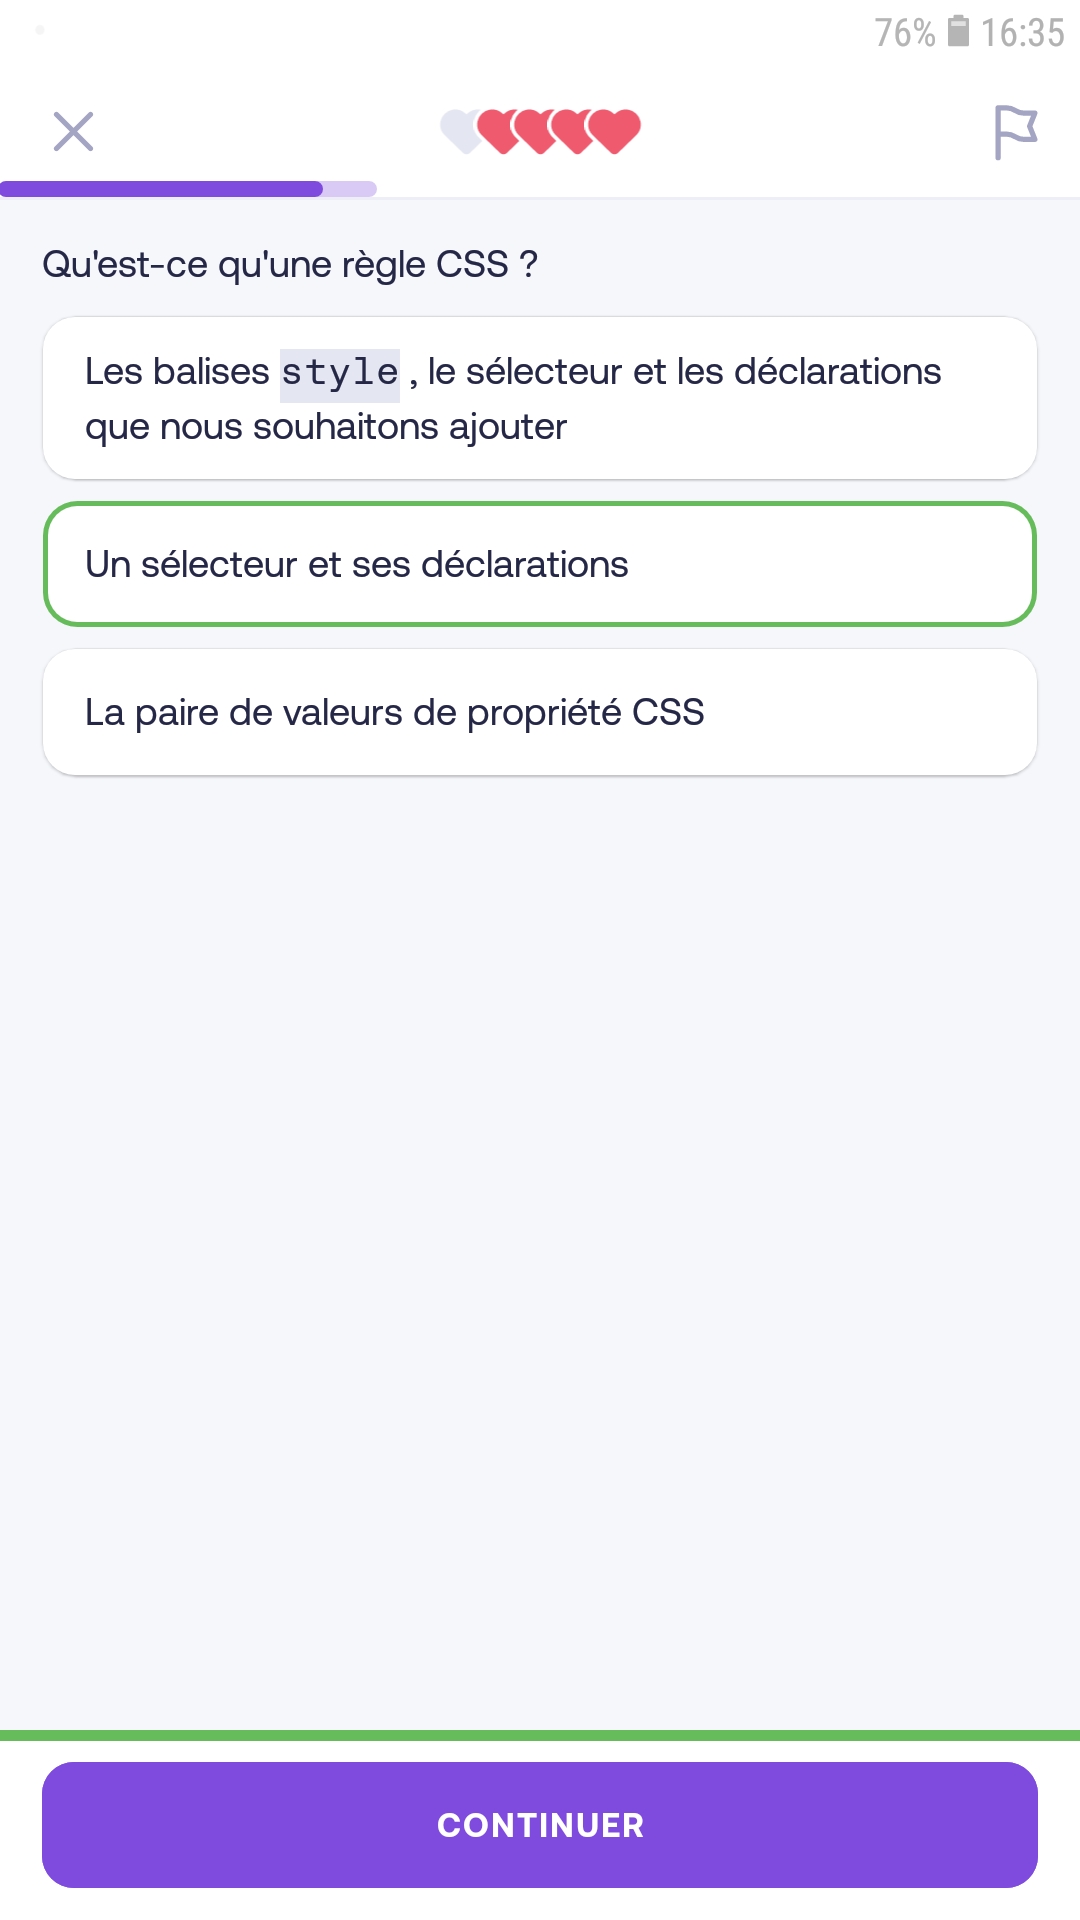 76% 16:35
Qu'est-ce qu'une règle CSS ?
Les balises style , le sélecteur et les déclarations
que nous souhaitons ajouter
Un sélecteur et ses déclarations
La paire de valeurs de propriété CSS
CONTINUER